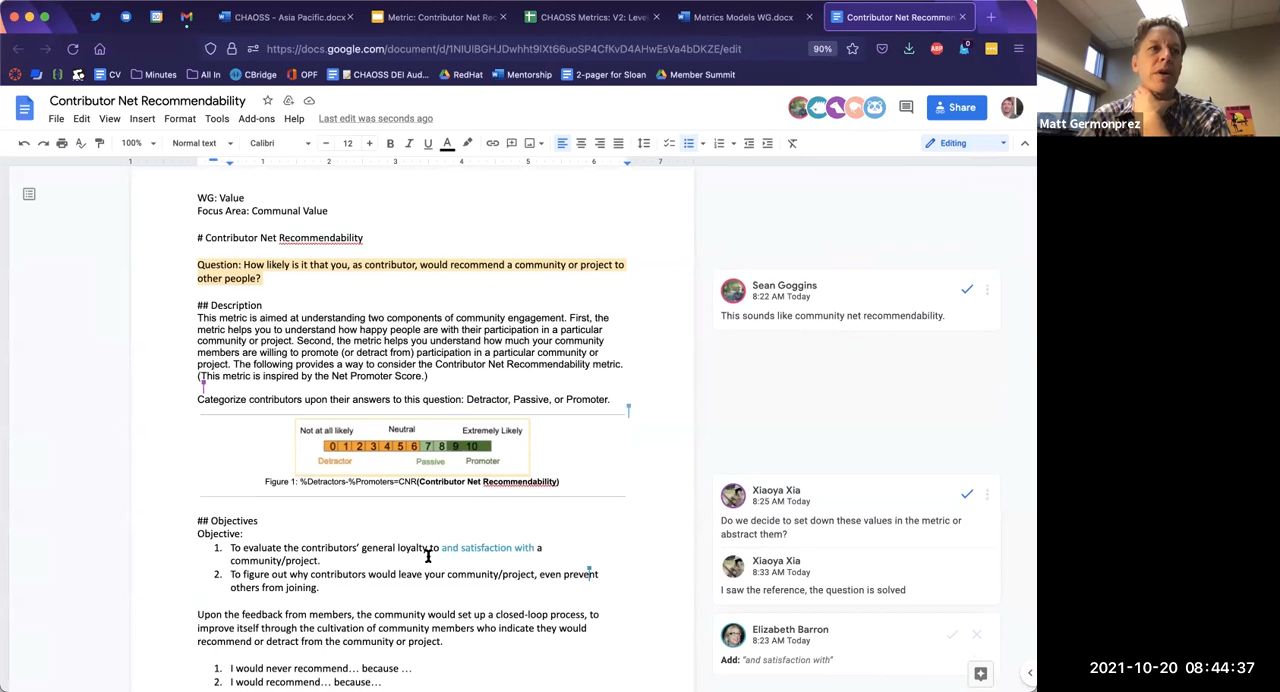 CHAOSS - Asia Pacific.docx
Metric: Contributor Net Rec
CHAOSS Metrics: V2: Level
Metrics Models WG.docx
Contributor Net Recommen
https://docs.google.com/document/d/1NlUIBGHJDwhht9lXt66uoSP4CfKvD4AHwEsVa4bDKZE/edit
90%
ABP
0
CV
Minutes
All In
CBridge
OPF
CHAOSS DEI Aud...
RedHat
Mentorship
2-pager for Sloan
Member Summit
Contributor Net Recommendability
File Edit View Insert Format Tools Add-ons Help Last edit was seconds ago
Share
100% Normal text Calibri - 12 + B I U A
Editing
1 1 2 3 4 5 6 7
WG: Value
Focus Area: Communal Value
# Contributor Net Recommendability
Question: How likely is it that you, as contributor, would recommend a community or project to
other people?
## Description
This metric is aimed at understanding two components of community engagement. First, the
metric helps you to understand how happy people are with their participation in a particular
community or project. Second, the metric helps you understand how much your community
members are willing to promote (or detract from) participation in a particular community or
project. The following provides a way to consider the Contributor Net Recommendability metric.
(This metric is inspired by the Net Promoter Score.)
Categorize contributors upon their answers to this question: Detractor, Passive, or Promoter.
Not at all likely Neutral Extremely Likely
0 1 2 3 4 5 6 7 8 9 10
Detractor Passive Promoter
Figure 1: %Detractors-%Promoters=CNR(Contributor Net Recommendability)
## Objectives
Objective:
1. To evaluate the contributors' general loyalty to and satisfaction with a
community/project.
2. To figure out why contributors would leave your community/project, even prevent
others from joining.
Upon the feedback from members, the community would set up a closed-loop process, to
improve itself through the cultivation of community members who indicate they would
recommend or detract from the community or project.
1. I would never recommend... because ...
2. I would recommend... because...
Sean Goggins
8:22 AM Today
This sounds like community net recommendability.
Xiaoya Xia
8:25 AM Today
Do we decide to set down these values in the metric or
abstract them?
Xiaoya Xia
8:33 AM Today
I saw the reference, the question is solved
Elizabeth Barron
8:23 AM Today
Add: "and satisfaction with"
Matt Germonprez
2021-10-20 08:44:37